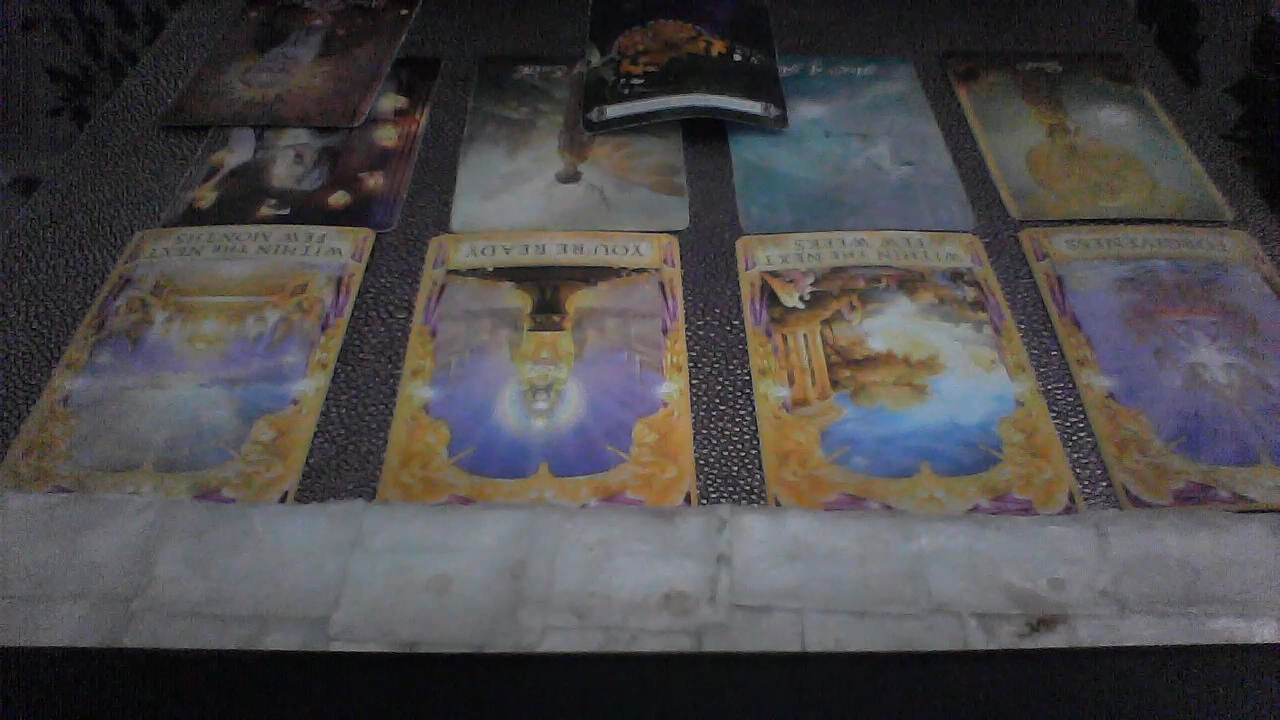 WITHIN THE NEXT
FEW MONTHS
YOU'RE READY
WITHIN THE NEXT
FEW WEEKS
FORGIVENESS